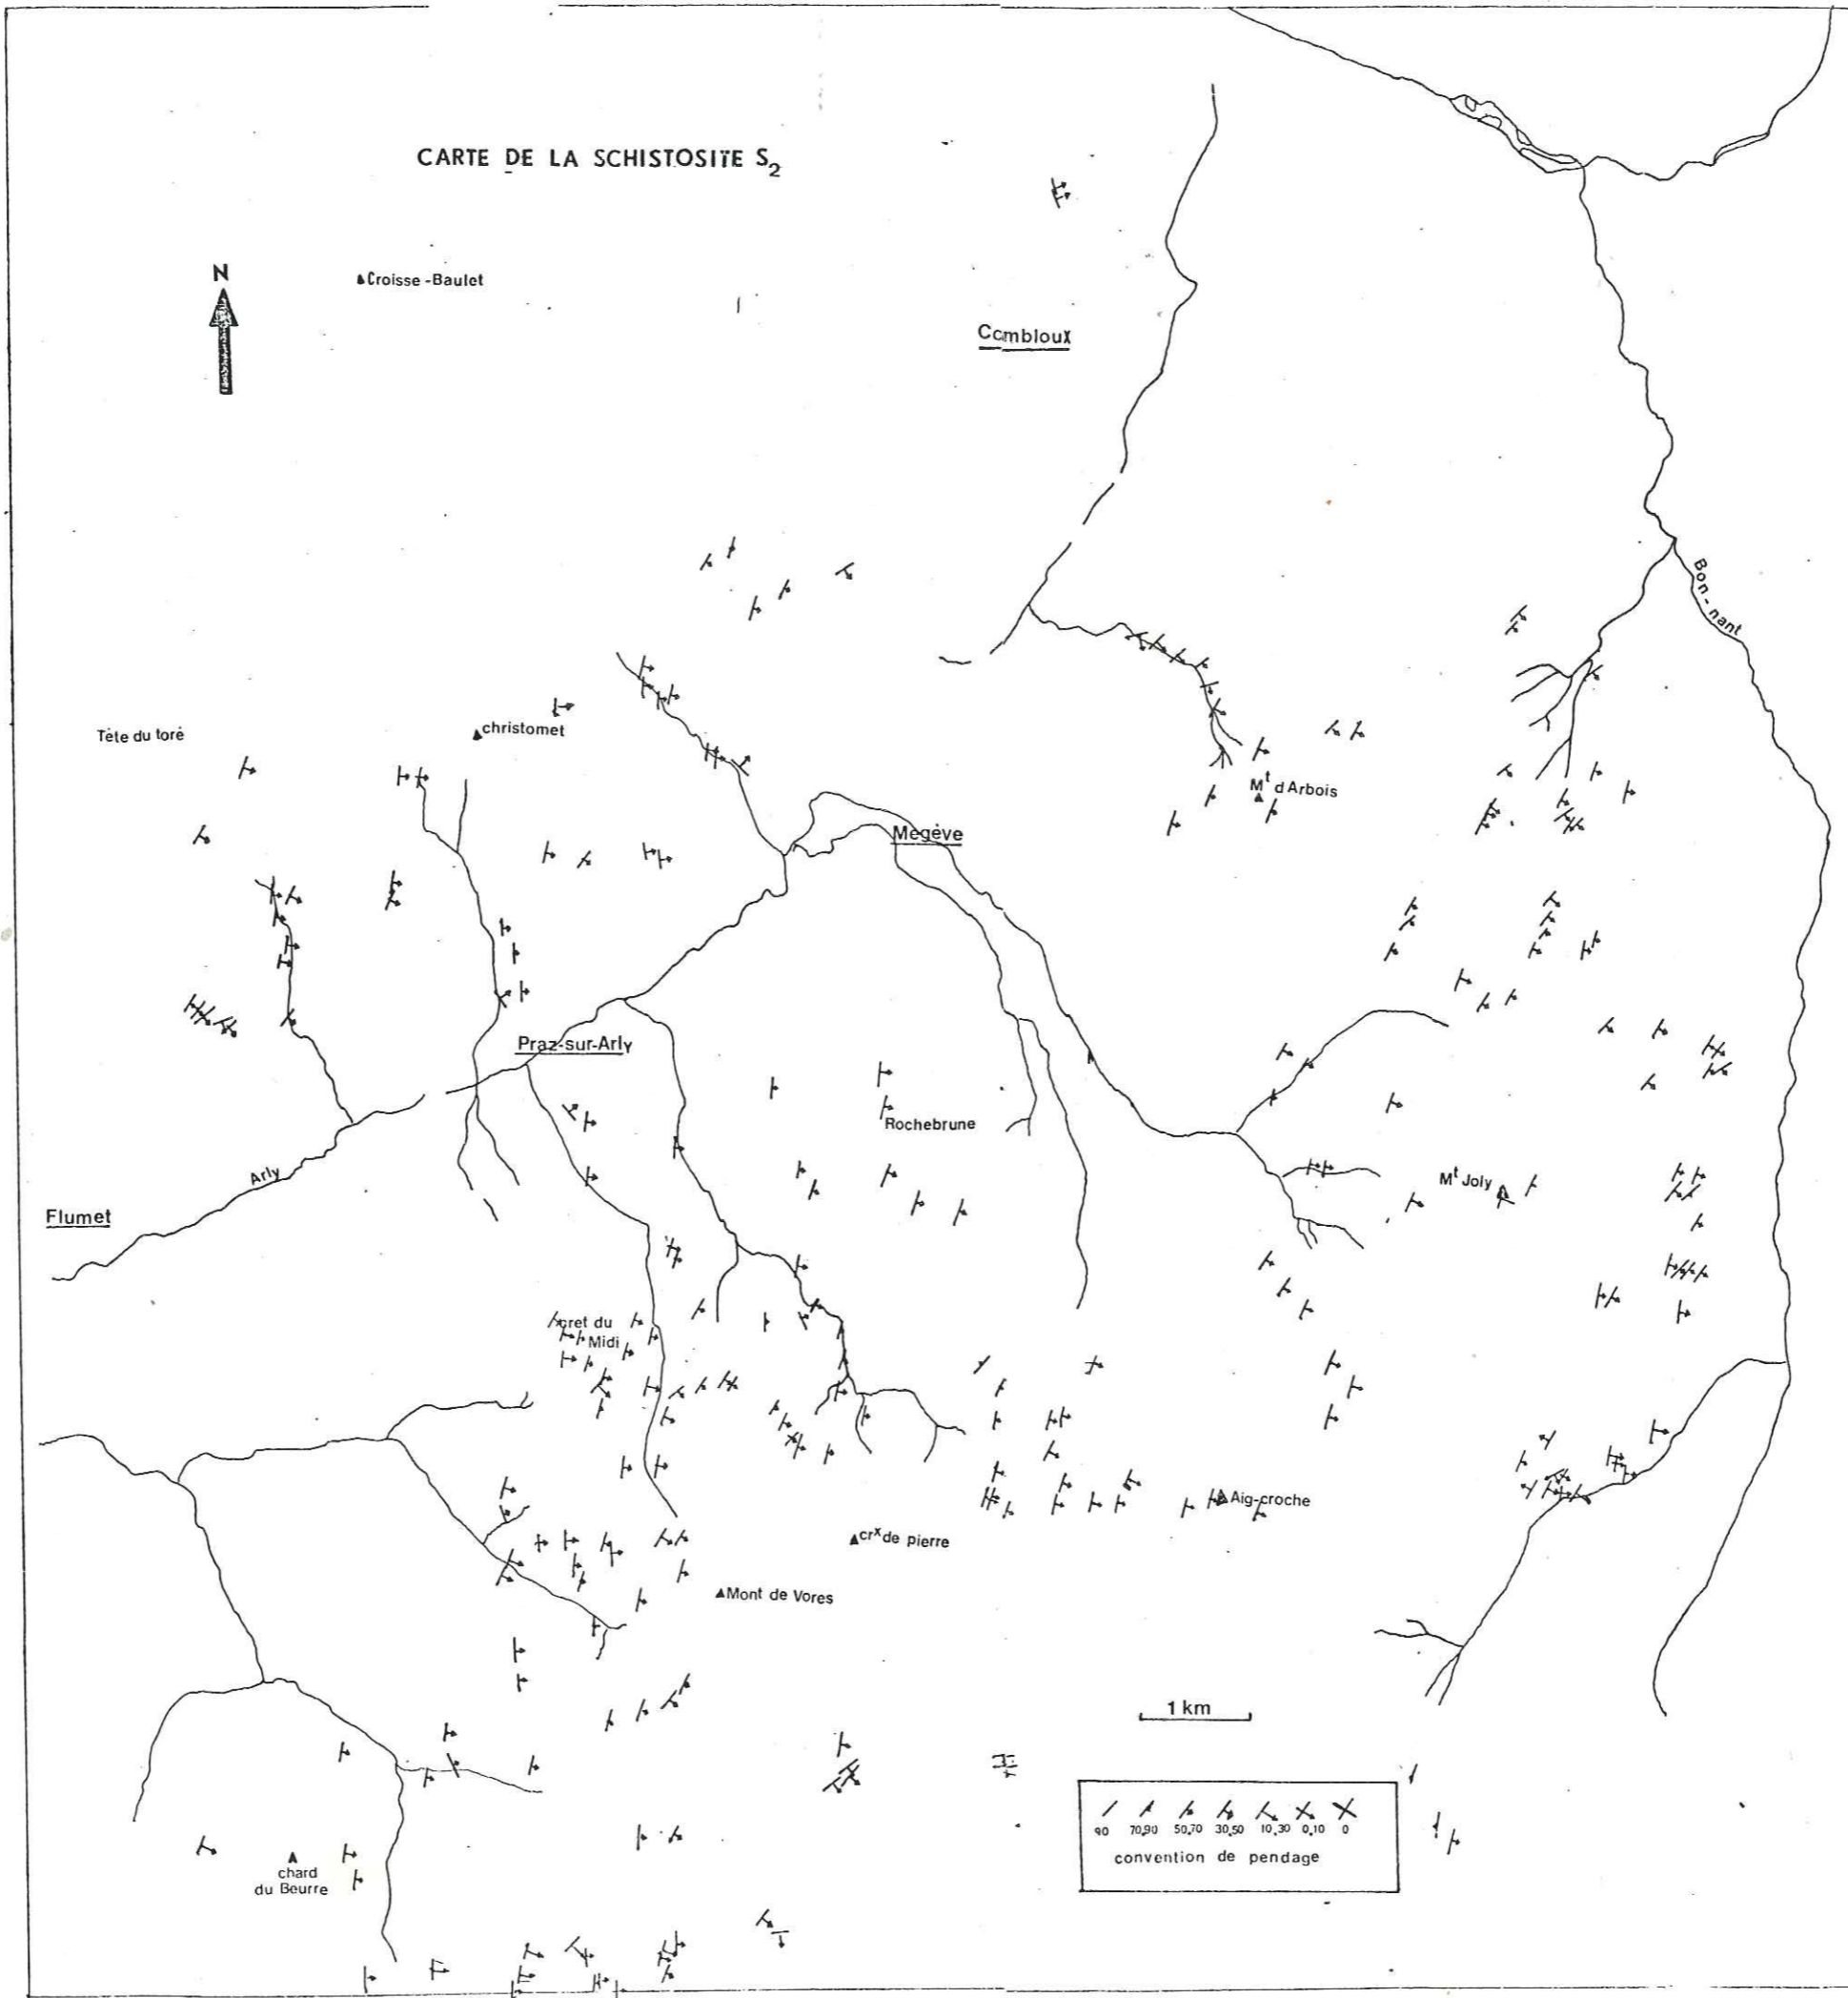 CARTE DE LA SCHISTOSITE S2
N
Croisse-Baulet
Combloux
Bon-nant
Tète du torè
christomet
Mt d'Arbois
Megève
Praz-sur-Arly
Rochebrune
Arly
Mt Joly
Flumet
cret du
Midi
Aig-croche
crx de pierre
Mont de Vores
1 km
90 70,90 50,70 30,50 10,30 0,10 0
convention de pendage
chard
du Beurre